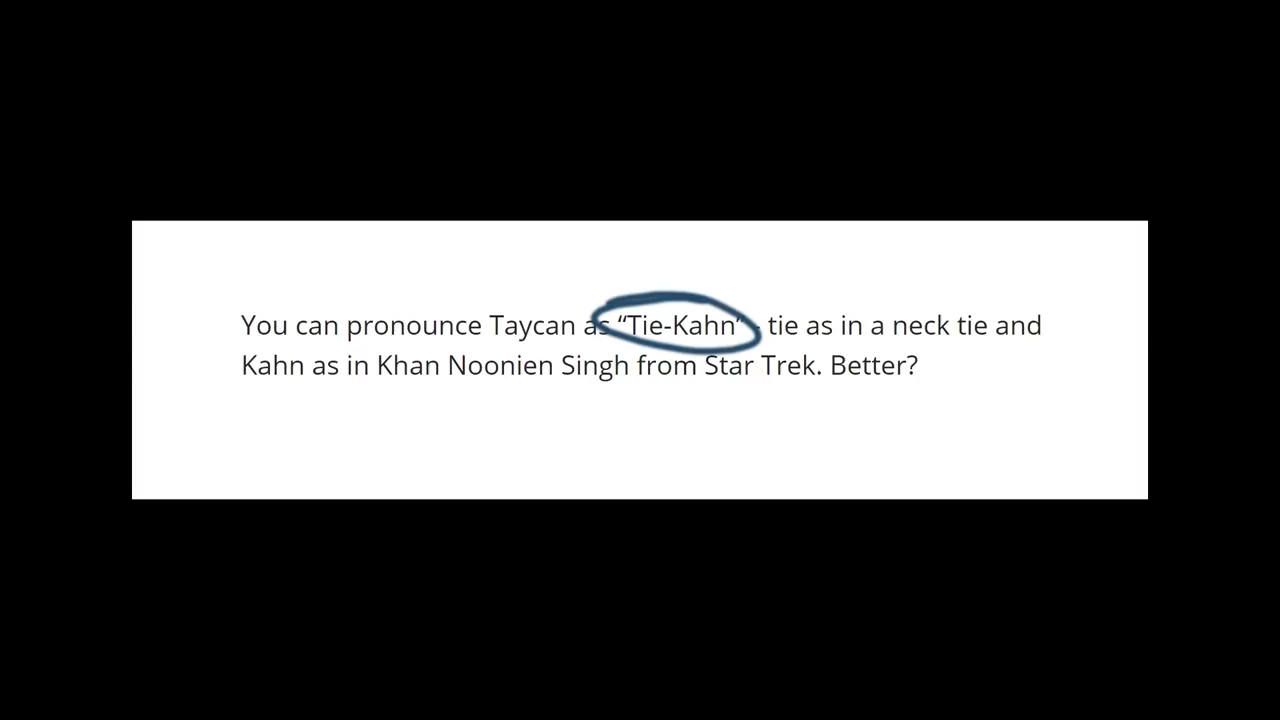 You can pronounce Taycan as “Tie-Kahn” - tie as in a neck tie and
Kahn as in Khan Noonien Singh from Star Trek. Better?